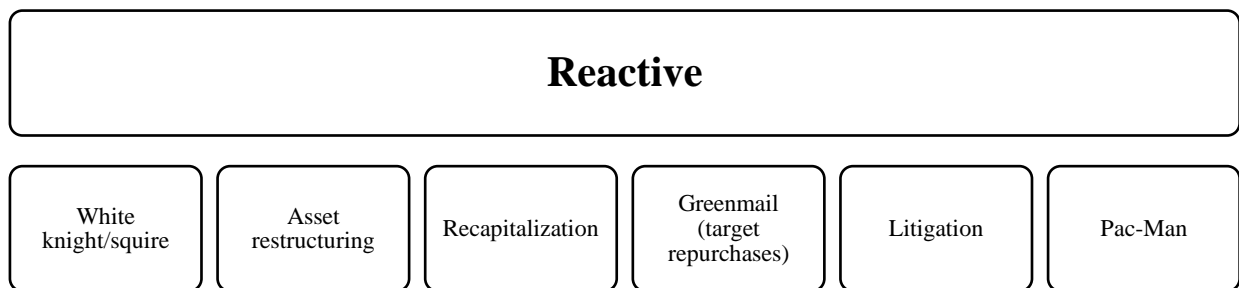 Reactive
White
knight/squire
Asset
restructuring
Recapitalization
Greenmail
(target
repurchases)
Litigation
Pac-Man